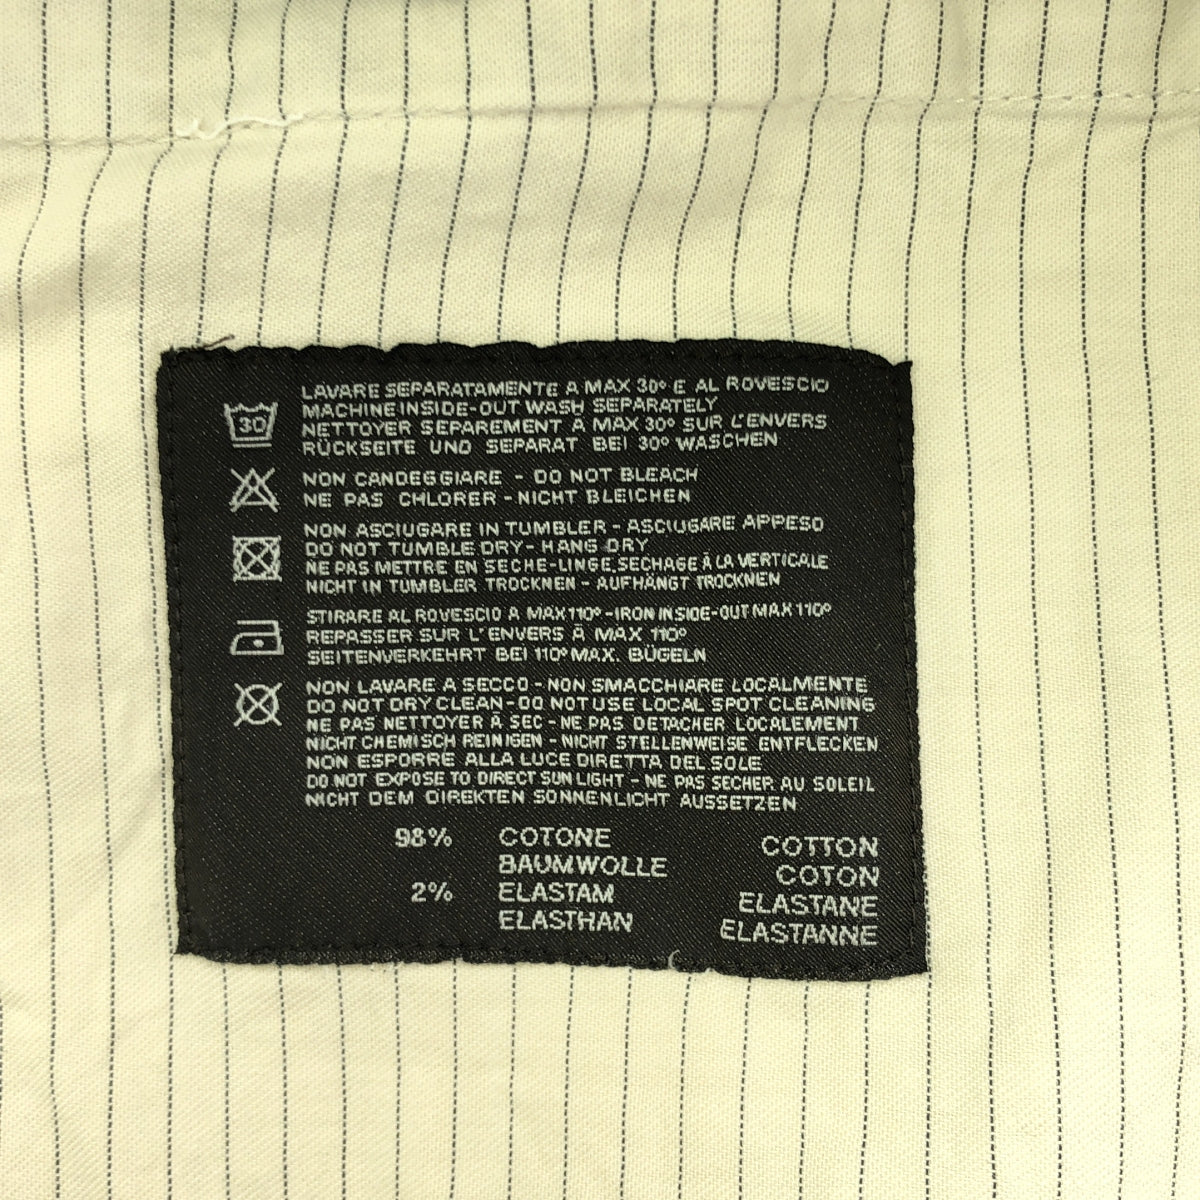 LAVARE SEPARATAMENTE A MAX 30° E AL ROVESCIO
MACHINE INSIDE-OUT WASH SEPARATELY
30
NETTOYER SEPAREMENT A MAX 30° SUR L'ENVERS
RÜCKSEITE UND SEPARAT BEI 30° WASCHEN
NON CANDEGGIARE - DO NOT BLEACH
NE PAS CHLORER - NICHT BLEICHEN
NON ASCIUGARE IN TUMBLER - ASCIUGARE APPESO
DO NOT TUMBLE DRY - HANG DRY
NE PAS METTRE EN SECHE-LINGE, SECHAGE À LA VERTICALE
NICHT IN TUMBLER TROCKNEN - AUFHÄNGT TROCKNEN
STIRARE AL ROVESCIO A MAX 110° - IRON INSIDE-OUT MAX 110°
REPASSER SUR L'ENVERS À MAX 110°
SEITENVERKEHRT BEI 110° MAX. BÜGELN
NON LAVARE A SECCO - NON SMACCHIARE LOCALMENTE
DO NOT DRY CLEAN - DO NOT USE LOCAL SPOT CLEANING
NE PAS NETTOYER À SEC - NE PAS DETACHER LOCALEMENT
NICHT CHEMISCH REINIGEN - NICHT STELLENWEISE ENTFLECKEN
NON ESPORRE ALLA LUCE DIRETTA DEL SOLE
DO NOT EXPOSE TO DIRECT SUN LIGHT - NE PAS SECHER AU SOLEIL
NICHT DEM DIREKTEN SONNENLICHT AUSSETZEN
98% COTONE COTTON
BAUMWOLLE COTON
2% ELASTAM ELASTANE
ELASTHAN ELASTANNE